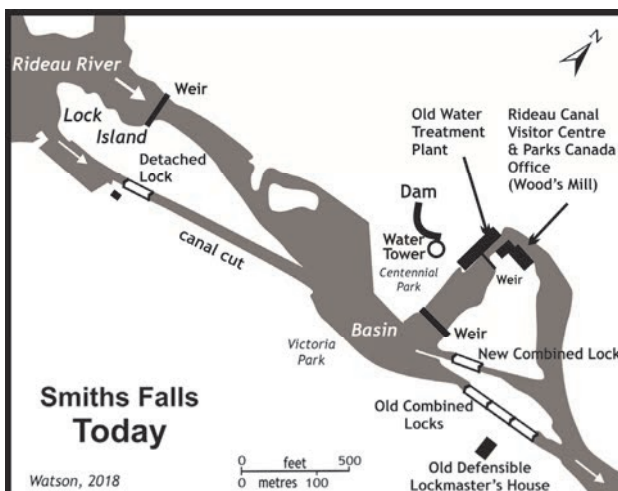 N
Rideau River
Weir
Lock
Island
Detached
Lock
canal cut
Old Water
Treatment
Plant
Rideau Canal
Visitor Centre
& Parks Canada
Office
(Wood's Mill)
Dam
Water
Tower
Centennial
Park
Weir
Basin
Weir
Victoria
Park
New Combined Lock
Old Combined
Locks
Smiths Falls
Today
0 feet 500
0 metres 100
Old Defensible
Lockmaster's House
Watson, 2018